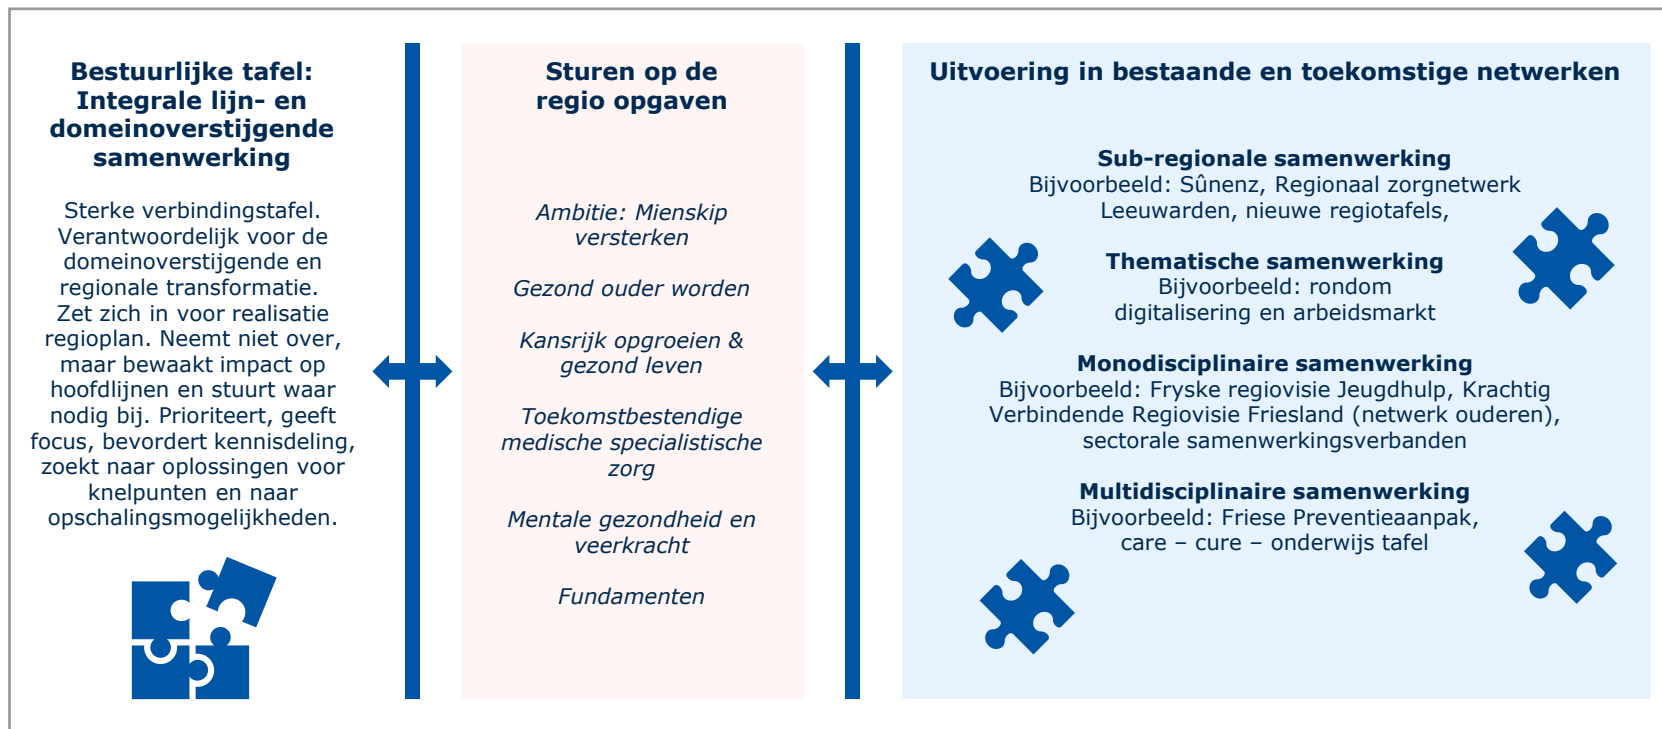 Bestuurlijke tafel:
Integrale lijn- en
domeinoverstijgende
samenwerking
Sterke verbindingstafel.
Verantwoordelijk voor de
domeinoverstijgende en
regionale transformatie.
Zet zich in voor realisatie
regioplan. Neemt niet over,
maar bewaakt impact op
hoofdlijnen en stuurt waar
nodig bij. Prioriteert, geeft
focus, bevordert kennisdeling,
zoekt naar oplossingen voor
knelpunten en naar
opschalingsmogelijkheden.
Sturen op de
regio opgaven
Ambitie: Mienskip
versterken
Gezond ouder worden
Kansrijk opgroeien &
gezond leven
Toekomstbestendige
medische specialistische
zorg
Mentale gezondheid en
veerkracht
Fundamenten
Uitvoering in bestaande en toekomstige netwerken
Sub-regionale samenwerking
Bijvoorbeeld: Sûnenz, Regionaal zorgnetwerk
Leeuwarden, nieuwe regiotafels,
Thematische samenwerking
Bijvoorbeeld: rondom
digitalisering en arbeidsmarkt
Monodisciplinaire samenwerking
Bijvoorbeeld: Fryske regiovisie Jeugdhulp, Krachtig
Verbindende Regiovisie Friesland (netwerk ouderen),
sectorale samenwerkingsverbanden
Multidisciplinaire samenwerking
Bijvoorbeeld: Friese Preventieaanpak,
care – cure – onderwijs tafel